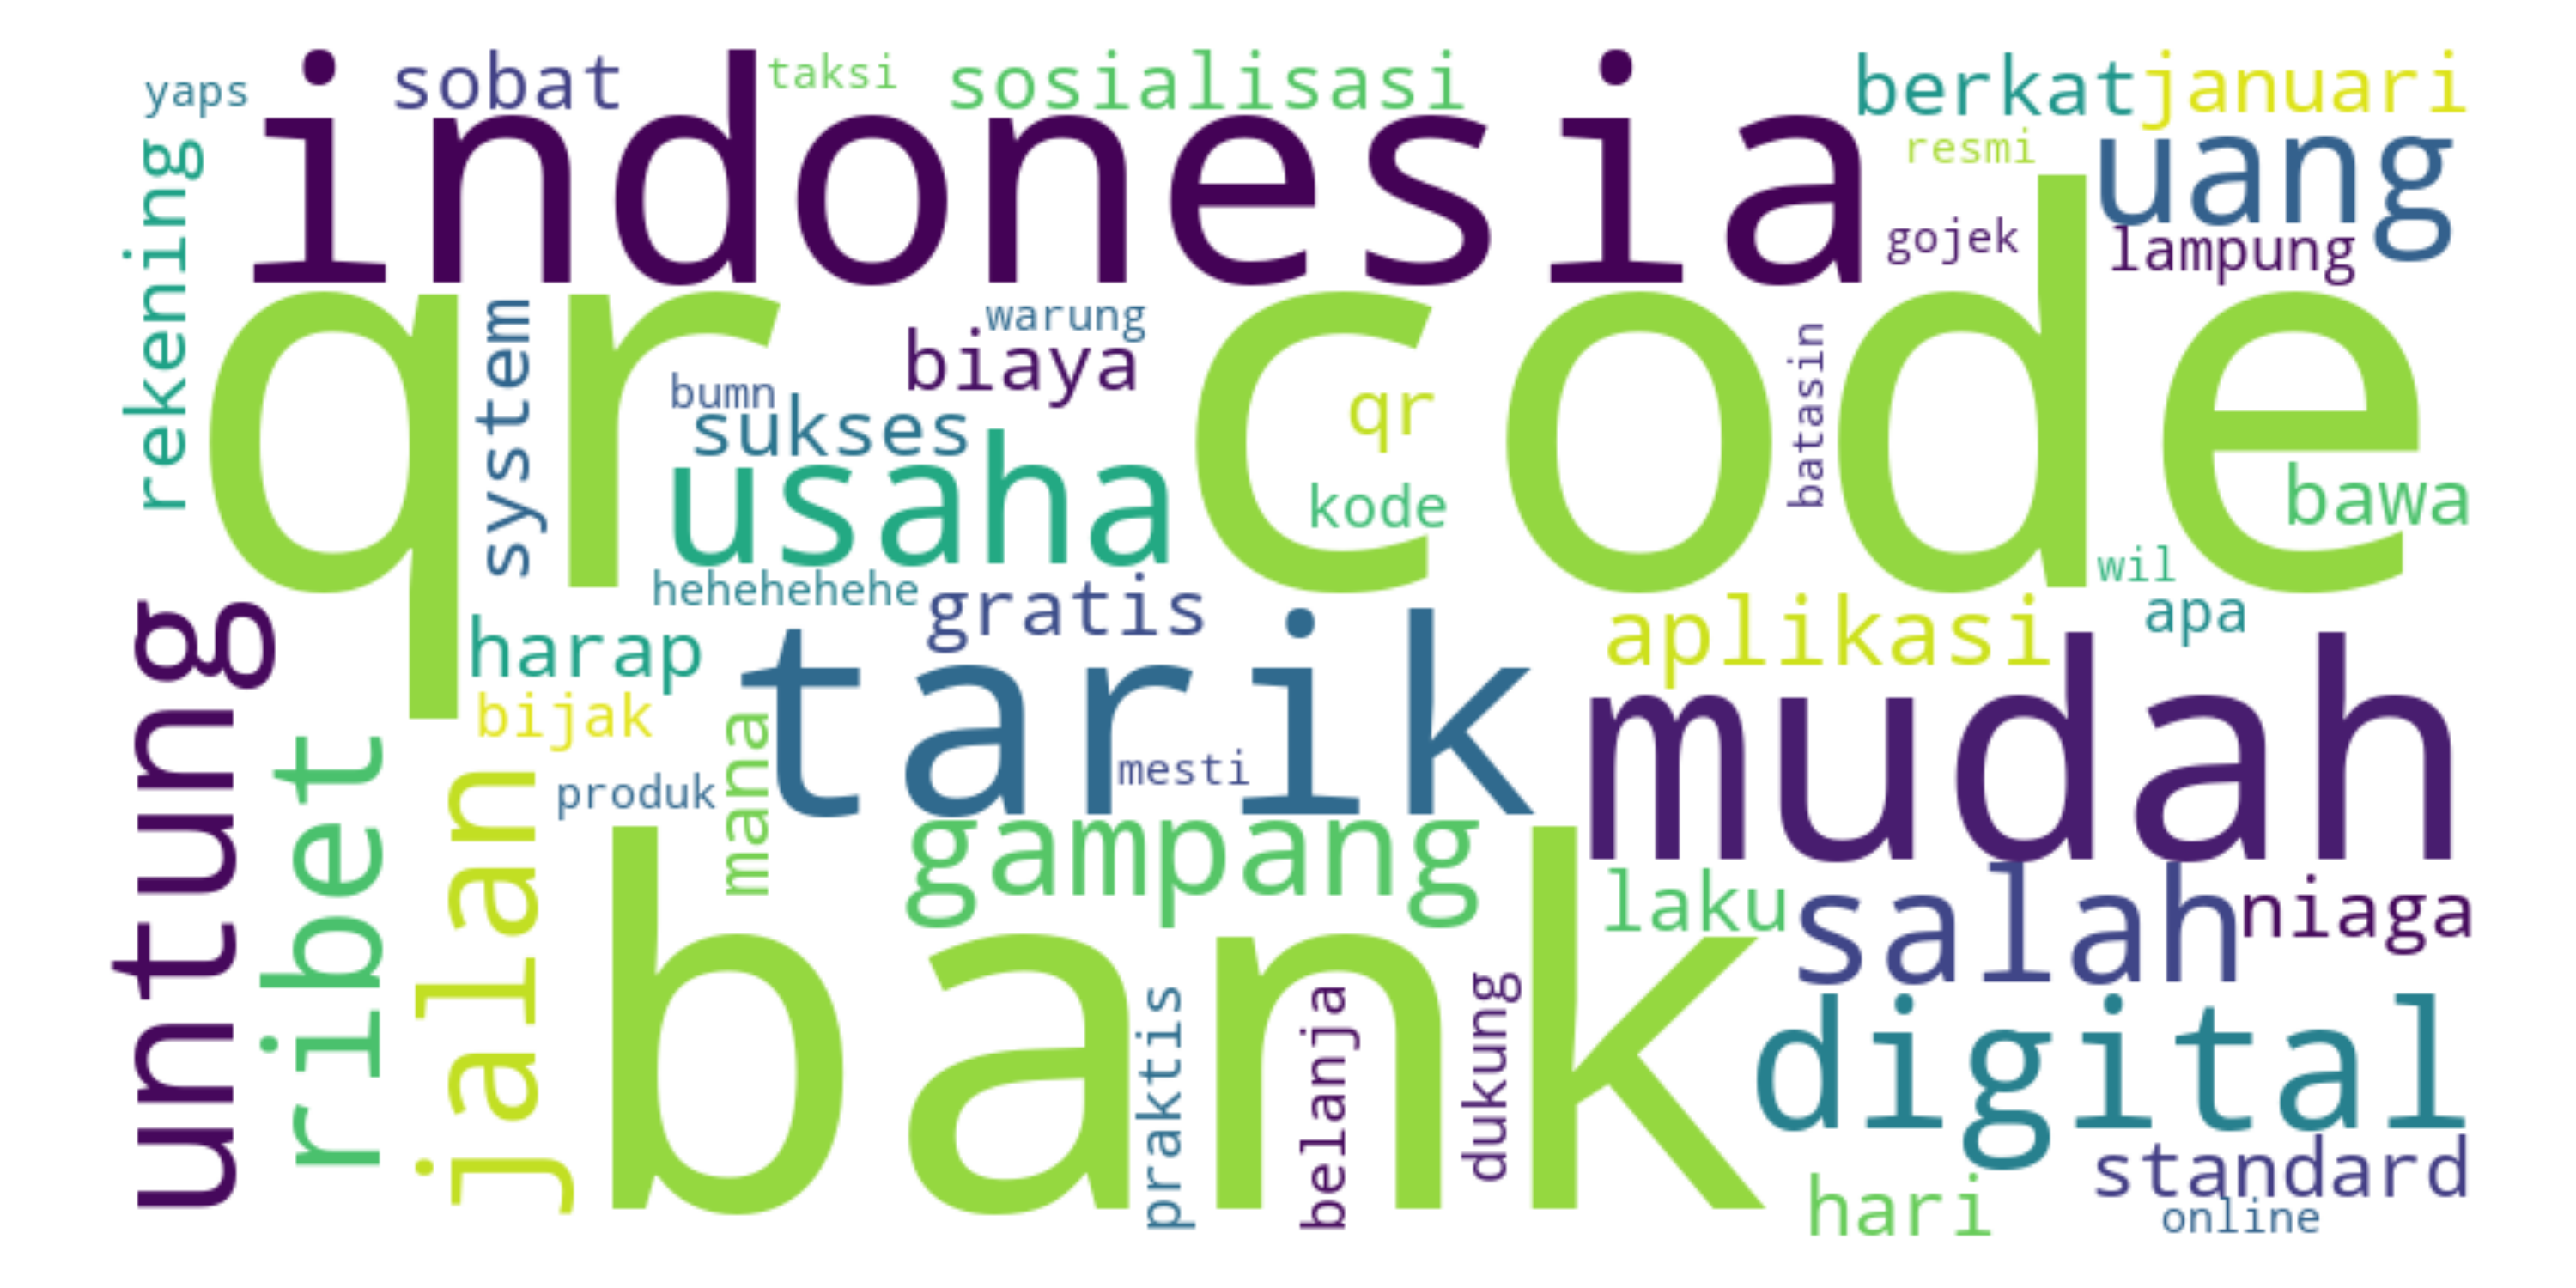 yaps
sobat
taksi
sosialisasi
berkat
januari
indonesia
resmi
uang
gojek
lampung
rekening
qr code
system
warung
biaya
bumn
sukses
qr
batasin
usaha
kode
bawa
hehehehehe
gratis
wil
apa
untung
harap
aplikasi
tarik
mudah
bijak
mana
mesti
produk
ribet
jalan
gampang
bank
laku
salah
niaga
praktis
belanja
dukung
digital
standard
hari
online